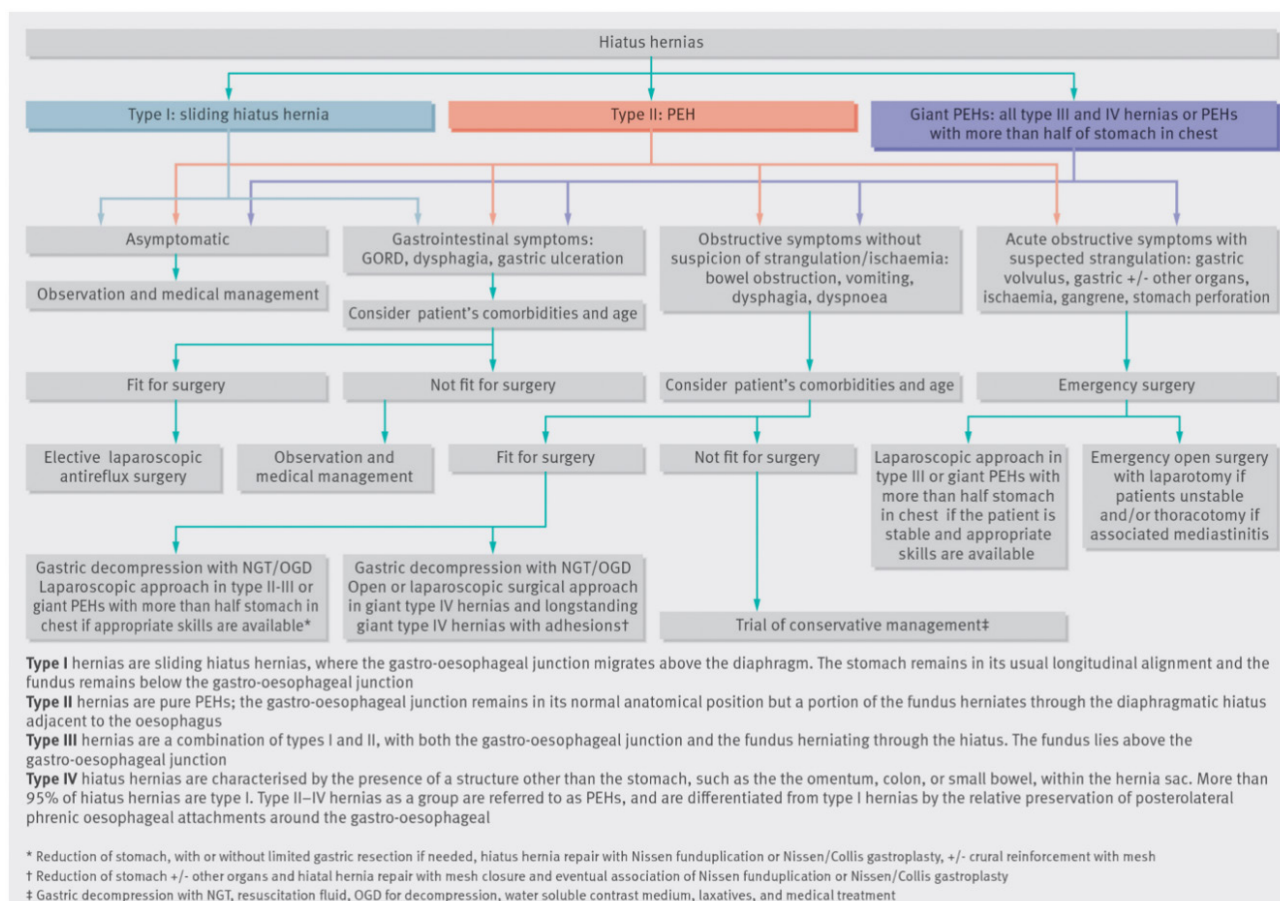 Hiatus hernias
Type I: sliding hiatus hernia
Type II: PEH
Giant PEHs: all type III and IV hernias or PEHs
with more than half of stomach in chest
Asymptomatic
Gastrointestinal symptoms:
GORD, dysphagia, gastric ulceration
Obstructive symptoms without
suspicion of strangulation/ischaemia:
bowel obstruction, vomiting,
dysphagia, dyspnoea
Acute obstructive symptoms with
suspected strangulation: gastric
volvulus, gastric +/- other organs,
ischaemia, gangrene, stomach perforation
Observation and medical management
Consider patient's comorbidities and age
Fit for surgery
Not fit for surgery
Consider patient's comorbidities and age
Emergency surgery
Elective laparoscopic
antireflux surgery
Observation and
medical management
Fit for surgery
Not fit for surgery
Laparoscopic approach in
type III or giant PEHs with
more than half stomach
in chest if the patient is
stable and appropriate
skills are available
Emergency open surgery
with laparotomy if
patients unstable
and/or thoracotomy if
associated mediastinitis
Gastric decompression with NGT/OGD
Laparoscopic approach in type II-III or
giant PEHs with more than half stomach in
chest if appropriate skills are available*
Gastric decompression with NGT/OGD
Open or laparoscopic surgical approach
in giant type IV hernias and longstanding
giant type IV hernias with adhesions†
Trial of conservative management‡
Type I hernias are sliding hiatus hernias, where the gastro-oesophageal junction migrates above the diaphragm. The stomach remains in its usual longitudinal alignment and the
fundus remains below the gastro-oesophageal junction
Type II hernias are pure PEHs; the gastro-oesophageal junction remains in its normal anatomical position but a portion of the fundus herniates through the diaphragmatic hiatus
adjacent to the oesophagus
Type III hernias are a combination of types I and II, with both the gastro-oesophageal junction and the fundus herniating through the hiatus. The fundus lies above the
gastro-oesophageal junction
Type IV hiatus hernias are characterised by the presence of a structure other than the stomach, such as the the omentum, colon, or small bowel, within the hernia sac. More than
95% of hiatus hernias are type I. Type II–IV hernias as a group are referred to as PEHs, and are differentiated from type I hernias by the relative preservation of posterolateral
phrenic oesophageal attachments around the gastro-oesophageal
* Reduction of stomach, with or without limited gastric resection if needed, hiatus hernia repair with Nissen funduplication or Nissen/Collis gastroplasty, +/- crural reinforcement with mesh
† Reduction of stomach +/- other organs and hiatal hernia repair with mesh closure and eventual association of Nissen funduplication or Nissen/Collis gastroplasty
‡ Gastric decompression with NGT, resuscitation fluid, OGD for decompression, water soluble contrast medium, laxatives, and medical treatment